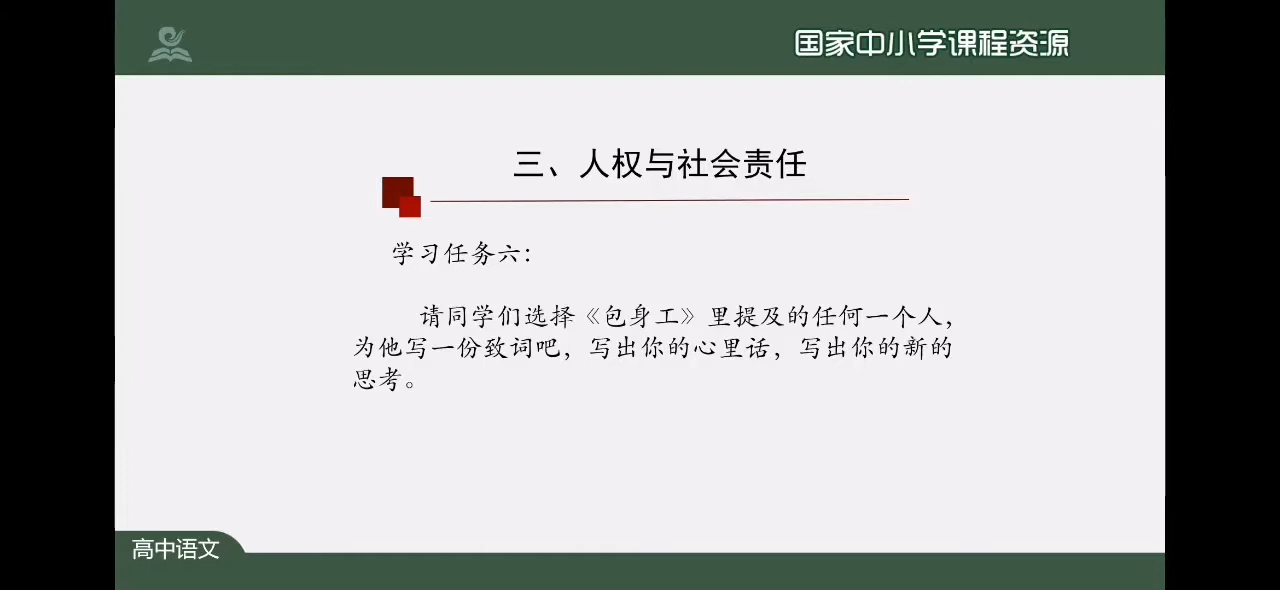 国家中小学课程资源
三、人权与社会责任
学习任务六：
请同学们选择《包身工》里提及的任何一个人，
为他写一份致词吧，写出你的心里话，写出你的新的
思考。
高中语文